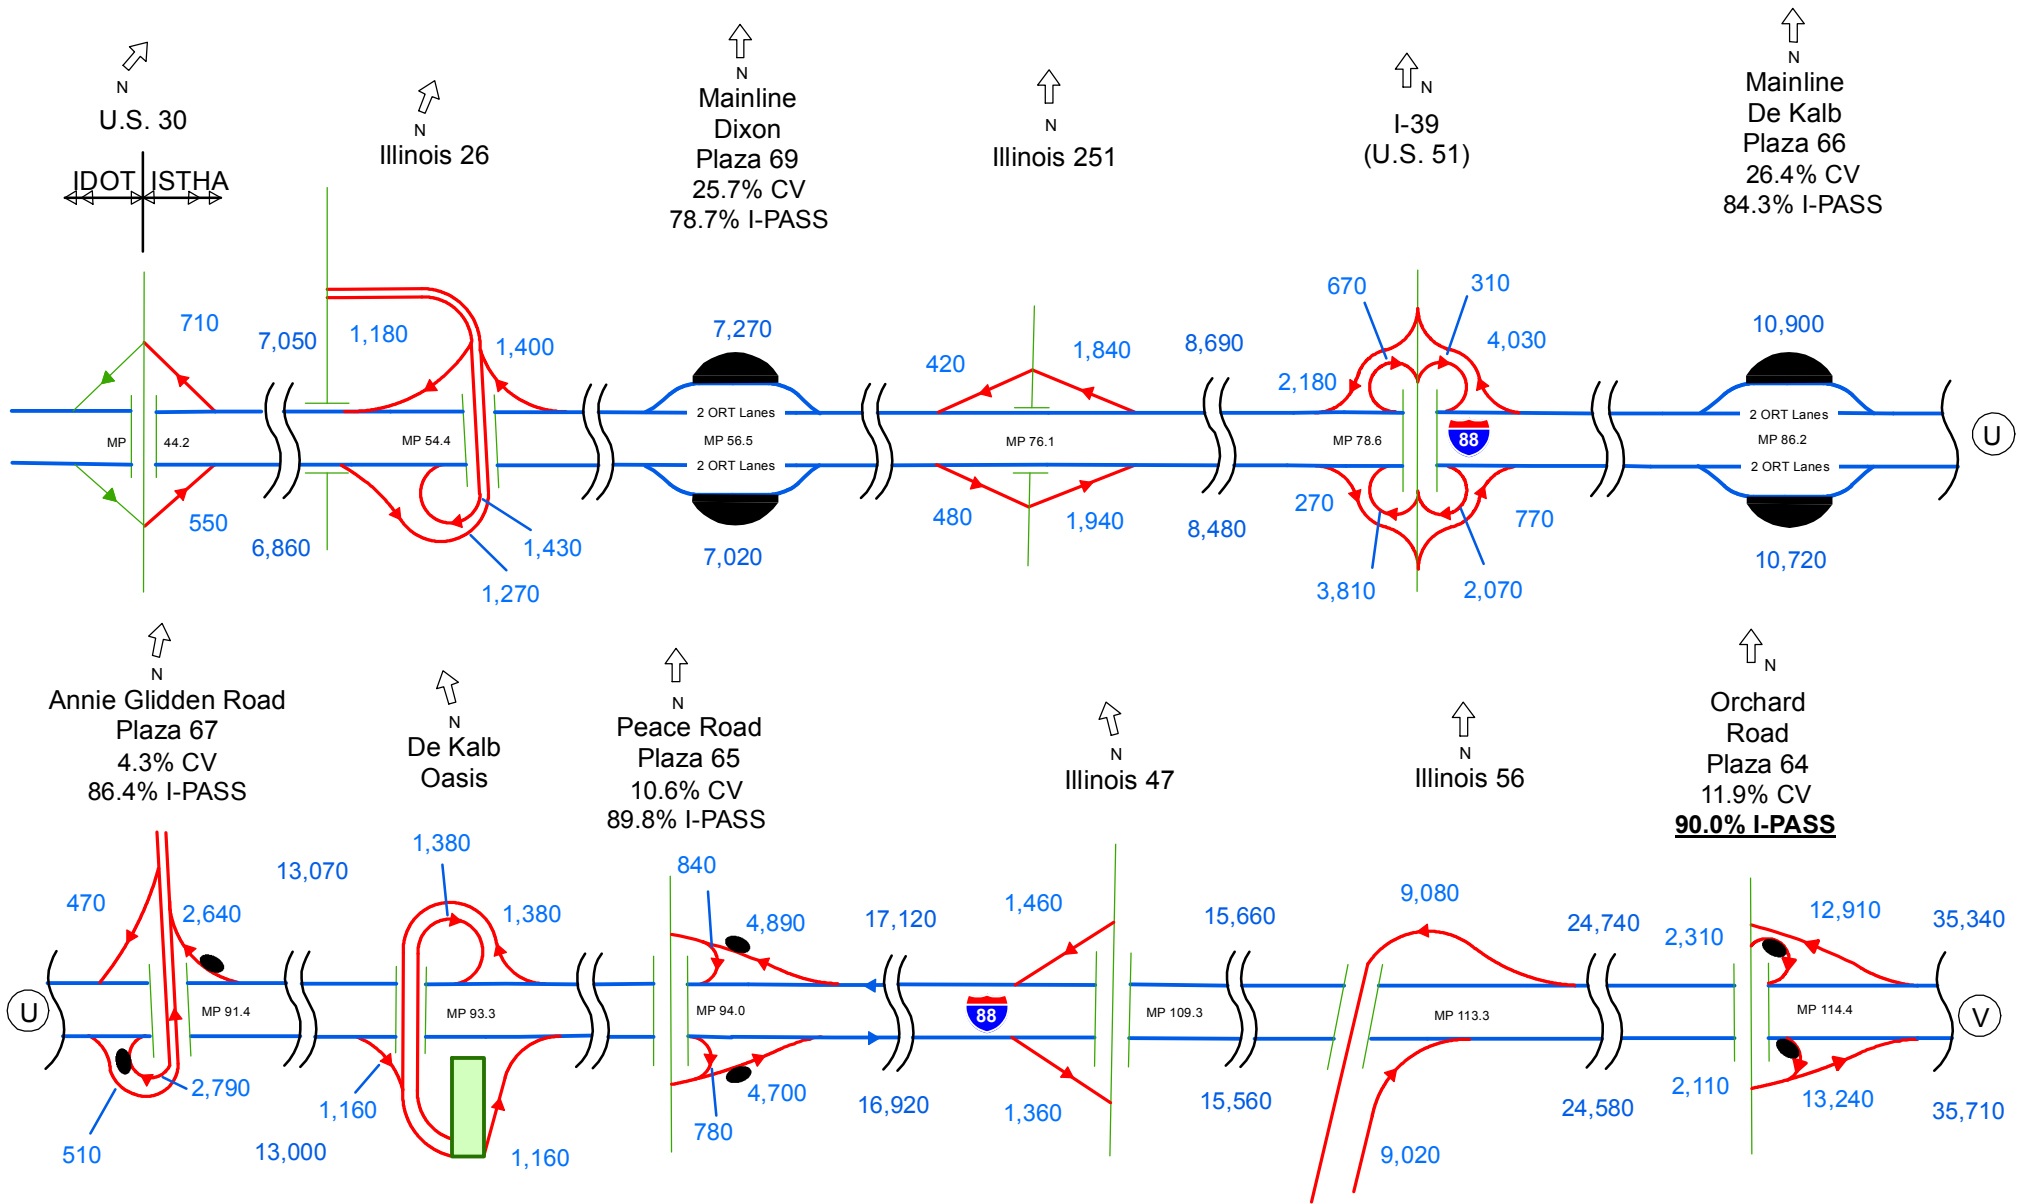 N
U.S. 30
IDOT ISTHA
N
Illinois 26
N
Mainline
Dixon
Plaza 69
25.7% CV
78.7% I-PASS
N
Illinois 251
N
I-39
(U.S. 51)
N
Mainline
De Kalb
Plaza 66
26.4% CV
84.3% I-PASS
710
7,050
1,180
1,400
7,270
420
1,840
8,690
670
310
2,180
4,030
10,900
MP 44.2
MP 54.4
2 ORT Lanes
MP 56.5
2 ORT Lanes
MP 76.1
MP 78.6
88
2 ORT Lanes
MP 86.2
2 ORT Lanes
U
550
6,860
1,430
1,270
7,020
480
1,940
8,480
270
770
3,810
2,070
10,720
N
Annie Glidden Road
Plaza 67
4.3% CV
86.4% I-PASS
N
De Kalb
Oasis
N
Peace Road
Plaza 65
10.6% CV
89.8% I-PASS
N
Illinois 47
N
Illinois 56
N
Orchard
Road
Plaza 64
11.9% CV
90.0% I-PASS
470
2,640
13,070
1,380
1,380
840
4,890
17,120
1,460
15,660
9,080
24,740
2,310
12,910
35,340
U
MP 91.4
MP 93.3
MP 94.0
88
MP 109.3
MP 113.3
MP 114.4
V
510
2,790
13,000
1,160
1,160
780
4,700
16,920
1,360
15,560
9,020
24,580
2,110
13,240
35,710